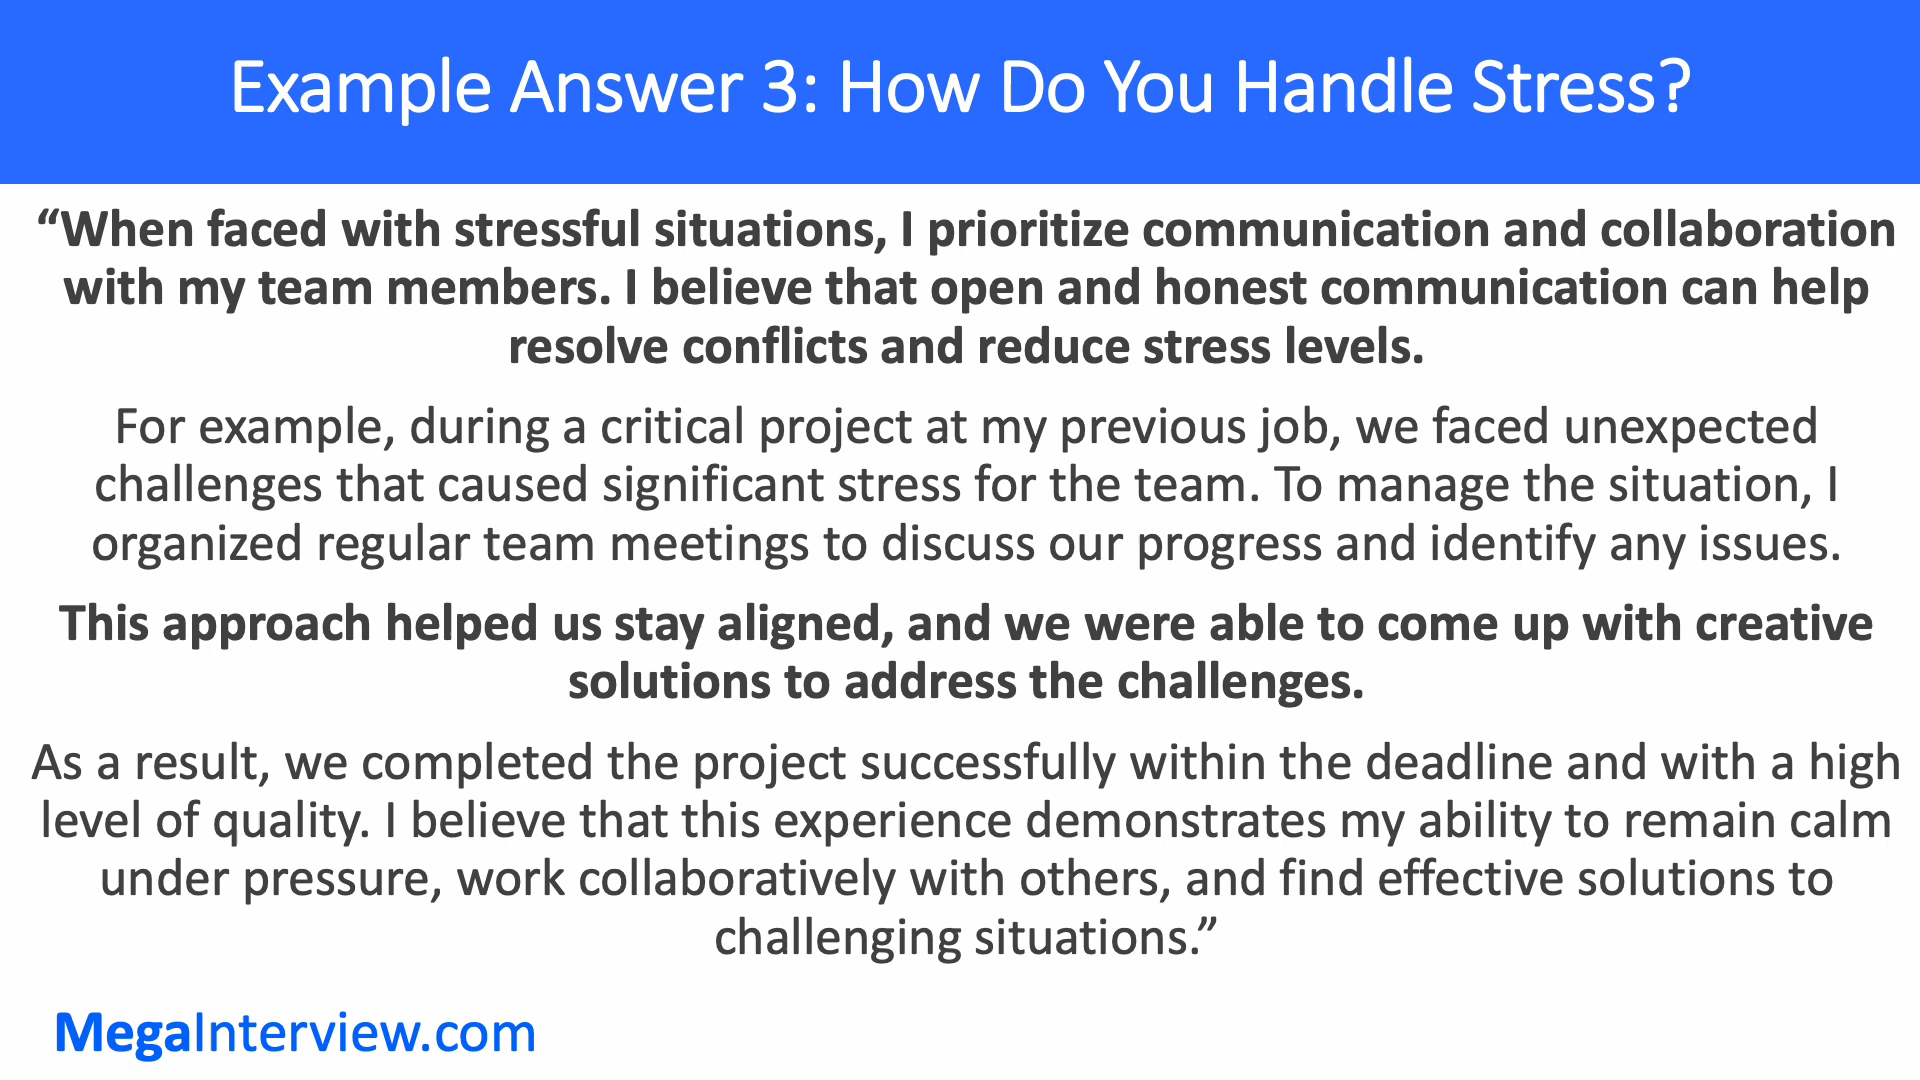 Example Answer 3: How Do You Handle Stress?
“When faced with stressful situations, I prioritize communication and collaboration
with my team members. I believe that open and honest communication can help
resolve conflicts and reduce stress levels.
For example, during a critical project at my previous job, we faced unexpected
challenges that caused significant stress for the team. To manage the situation, I
organized regular team meetings to discuss our progress and identify any issues.
This approach helped us stay aligned, and we were able to come up with creative
solutions to address the challenges.
As a result, we completed the project successfully within the deadline and with a high
level of quality. I believe that this experience demonstrates my ability to remain calm
under pressure, work collaboratively with others, and find effective solutions to
challenging situations.”
MegaInterview.com